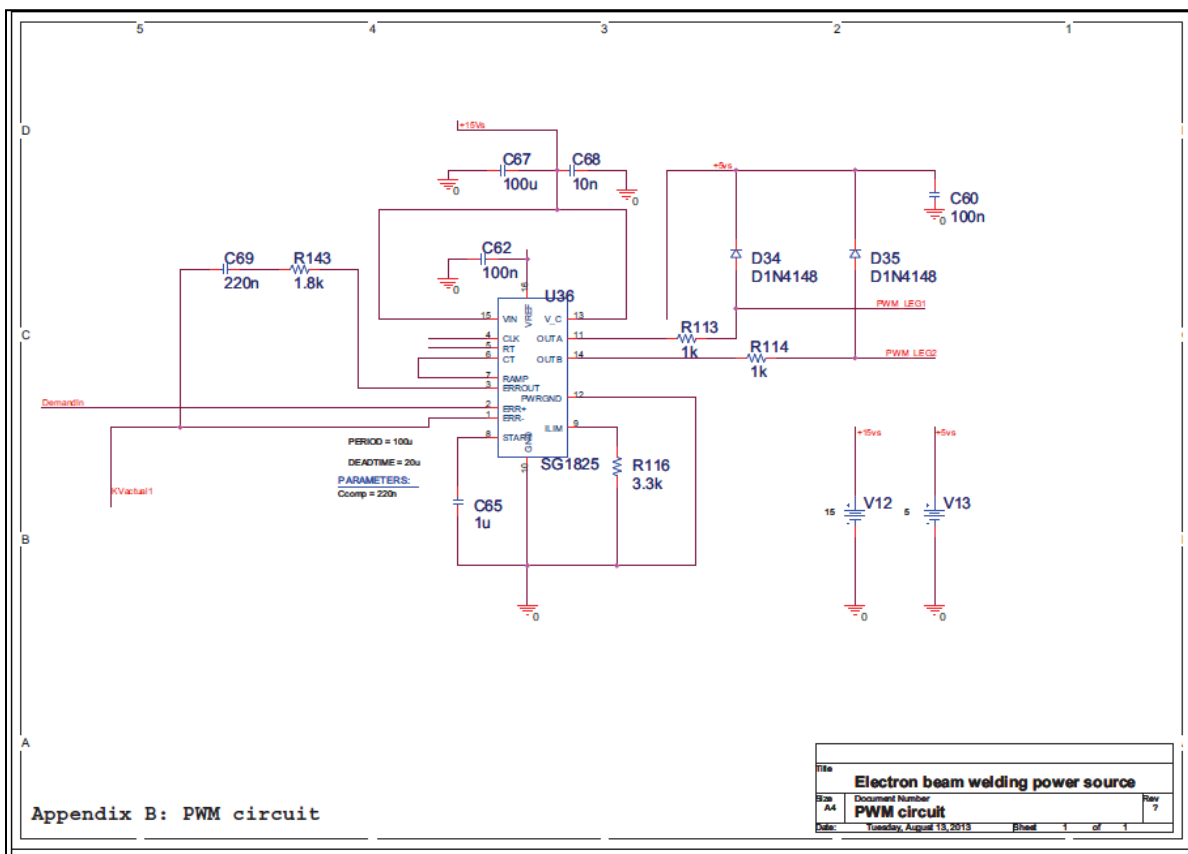 5 4 3 2 1
D
+15Vs
C67
100u
C68
10n
0
0
+5vs
C60
100n
0
C62
100n
0
C69
220n
R143
1.8k
D34
D1N4148
D35
D1N4148
U36
16
VREF
15 VIN
V_C 13
C
4 CLK
5 RT
6 CT
7 RAMP
3 ERROUT
2 ERR+
1 ERR-
8 START
OUTA 11
OUTB 14
PWRGND 12
ILIM 9
GND
10
SG1825
R113
1k
R114
1k
PWM_LEG1
PWM_LEG2
DemandIn
KVactual1
PERIOD = 100u
DEADTIME = 20u
PARAMETERS:
Ccomp = 220n
C65
1u
R116
3.3k
+15vs
+5vs
15
+
-
V12
5
+
-
V13
B
0
0
0
A
Appendix B: PWM circuit
Title
Electron beam welding power source
Size
A4
Document Number
PWM circuit
Rev
?
Date: Tuesday, August 13, 2013 Sheet 1 of 1